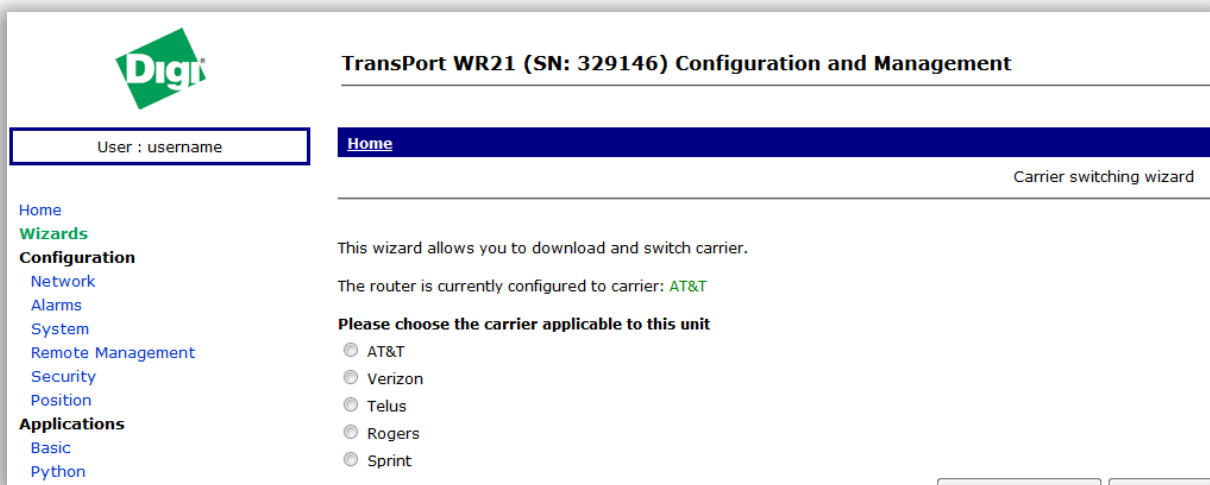 Digi
TransPort WR21 (SN: 329146) Configuration and Management
User : username
Home
Carrier switching wizard
Home
Wizards
Configuration
Network
Alarms
System
Remote Management
Security
Position
Applications
Basic
Python
This wizard allows you to download and switch carrier.
The router is currently configured to carrier: AT&T
Please choose the carrier applicable to this unit
AT&T
Verizon
Telus
Rogers
Sprint